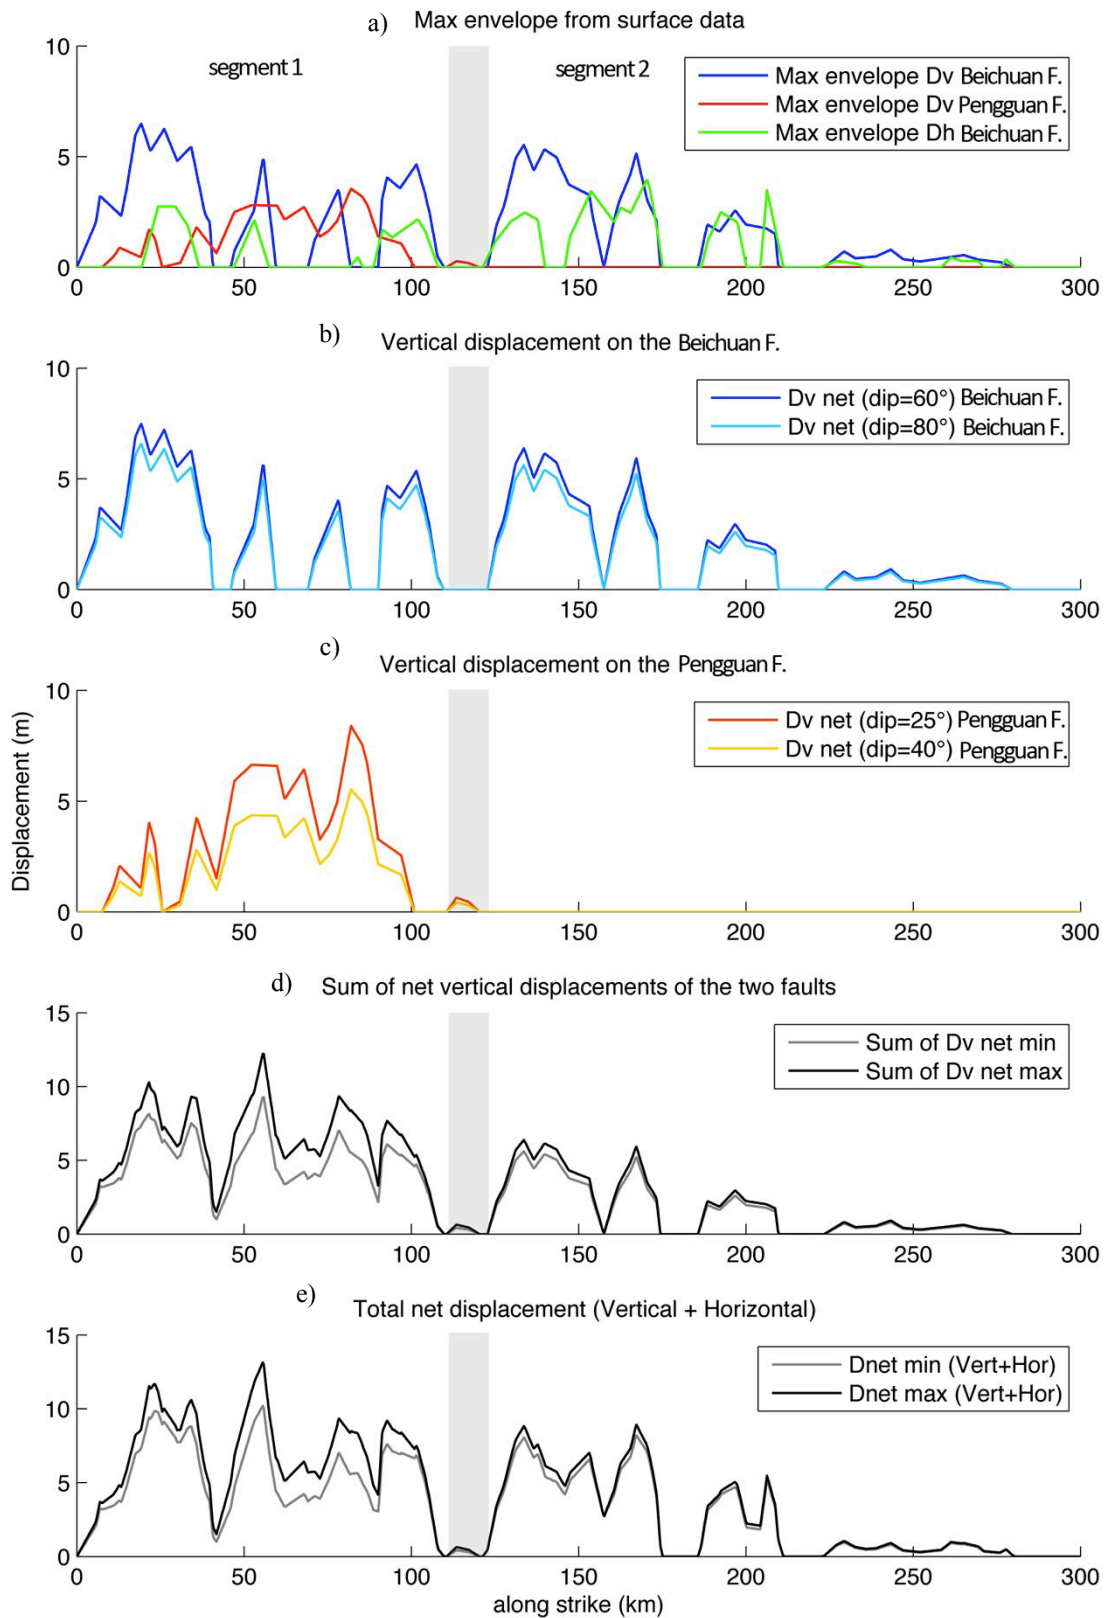 a) Max envelope from surface data
10
5
0
segment 1
segment 2
Max envelope Dv Beichuan F.
Max envelope Dv Pengguan F.
Max envelope Dh Beichuan F.
0 50 100 150 200 250 300
b) Vertical displacement on the Beichuan F.
10
5
0
Dv net (dip=60°) Beichuan F.
Dv net (dip=80°) Beichuan F.
0 50 100 150 200 250 300
c) Vertical displacement on the Pengguan F.
Displacement (m)
10
5
0
Dv net (dip=25°) Pengguan F.
Dv net (dip=40°) Pengguan F.
0 50 100 150 200 250 300
d) Sum of net vertical displacements of the two faults
15
10
5
0
Sum of Dv net min
Sum of Dv net max
0 50 100 150 200 250 300
e) Total net displacement (Vertical + Horizontal)
15
10
5
0
Dnet min (Vert+Hor)
Dnet max (Vert+Hor)
0 50 100 150 200 250 300
along strike (km)